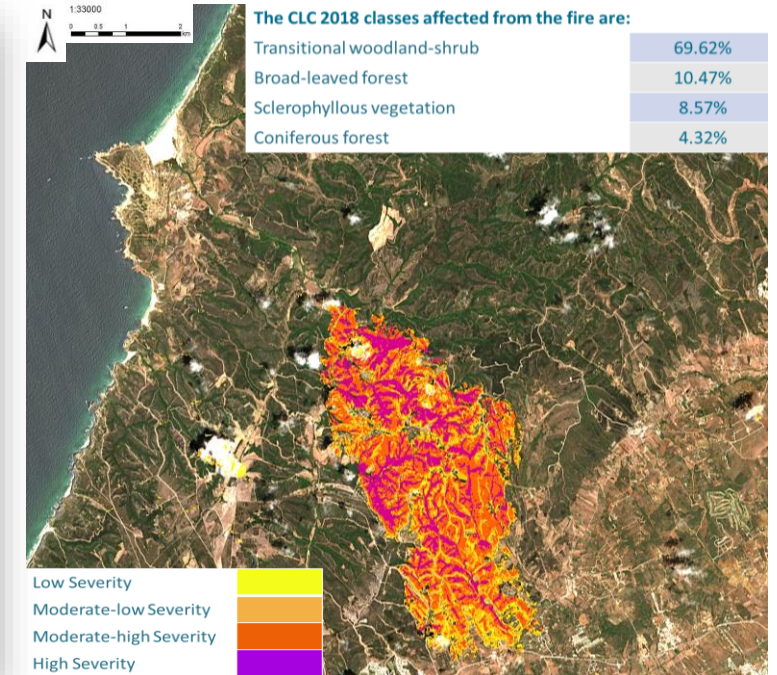 N
1:33000
0 0.5 1 2
km
The CLC 2018 classes affected from the fire are:
Transitional woodland-shrub 69.62%
Broad-leaved forest 10.47%
Sclerophyllous vegetation 8.57%
Coniferous forest 4.32%
Low Severity
Moderate-low Severity
Moderate-high Severity
High Severity